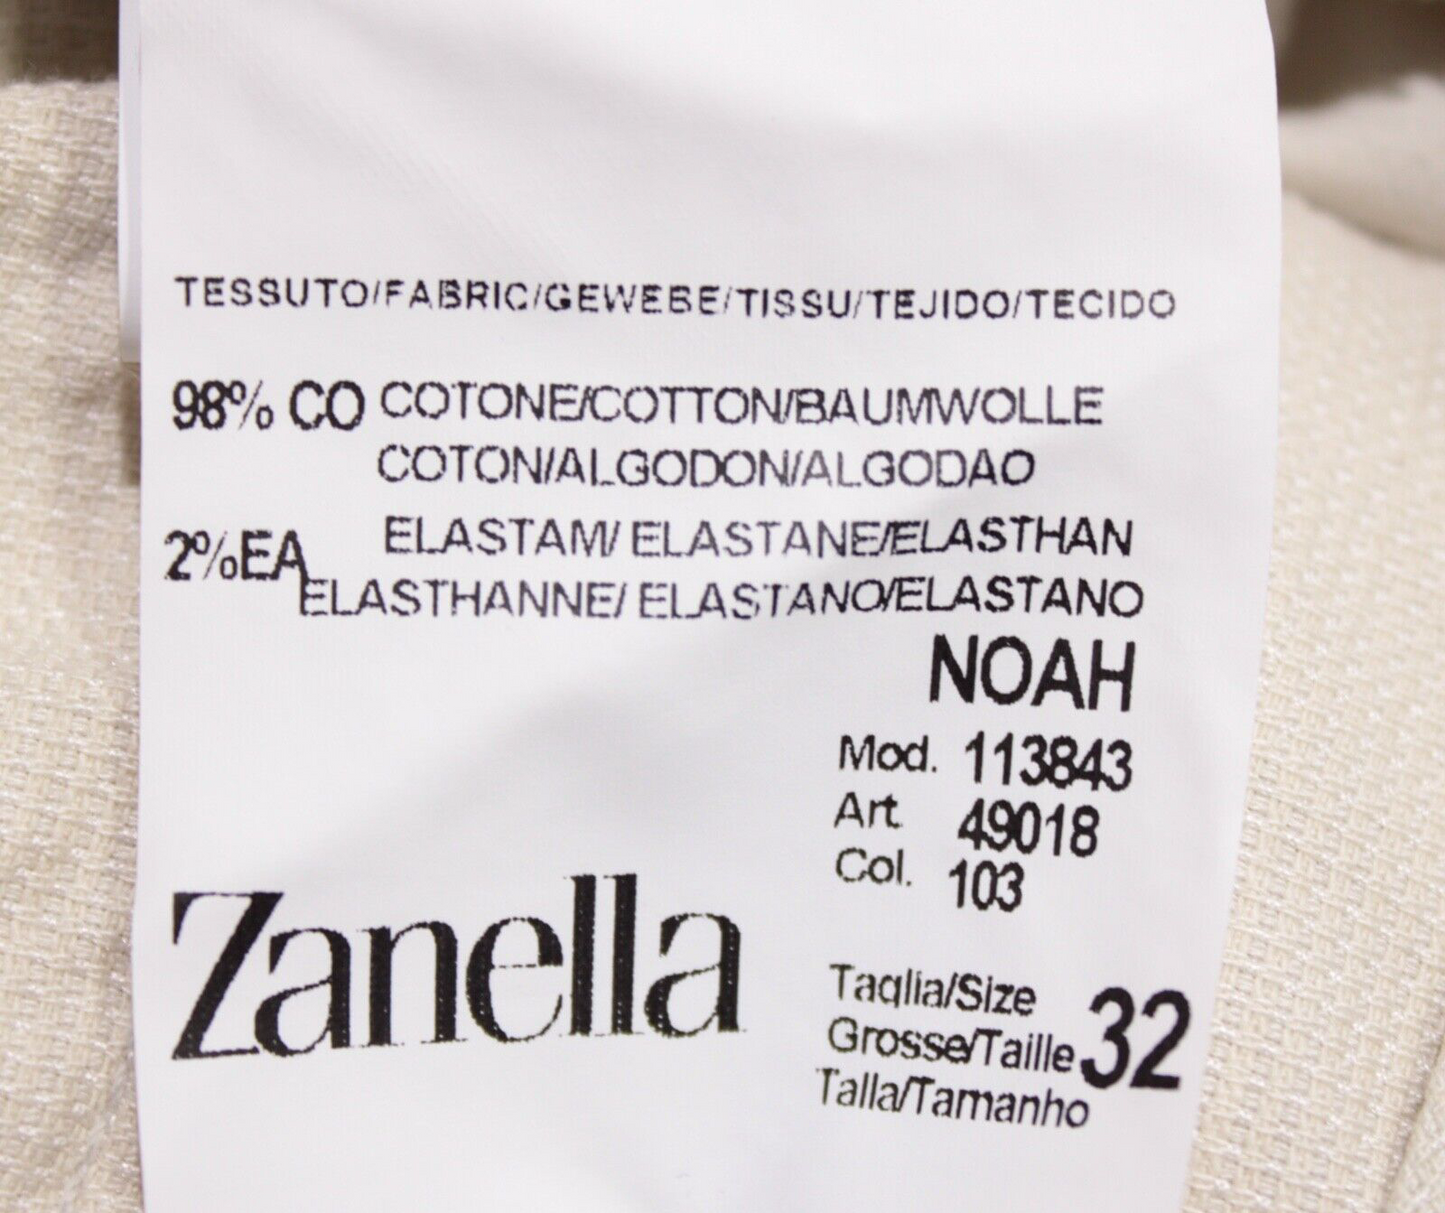 TESSUTO/FABRIC/GEWEBE/TISSU/TEJIDO/TECIDO
98% CO COTONE/COTTON/BAUMWOLLE
COTON/ALGODON/ALGODAO
2%EA ELASTAM/ ELASTANE/ELASTHAN
ELASTHANNE/ ELASTANO/ELASTANO
NOAH
Mod. 113843
Art 49018
Col. 103
Zanella
Taglia/Size
Grosse/Taille 32
Talla/Tamanho